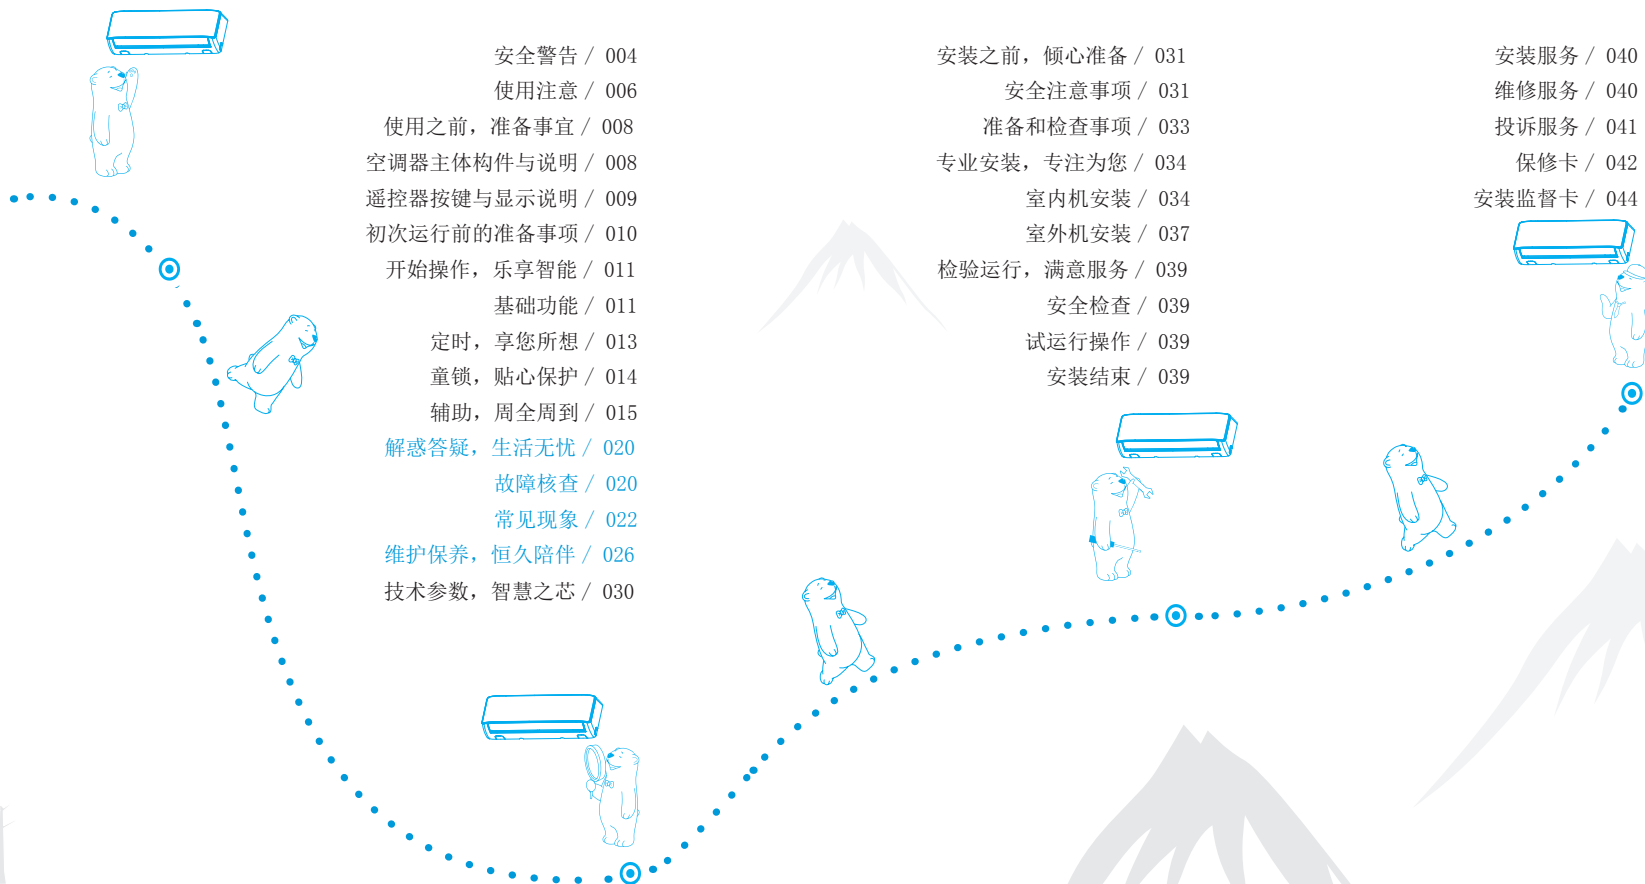 安全警告 / 004
使用注意 / 006
使用之前，准备事宜 / 008
空调器主体构件与说明 / 008
遥控器按键与显示说明 / 009
初次运行前的准备事项 / 010
开始操作，乐享智能 / 011
基础功能 / 011
定时，享您所想 / 013
童锁，贴心保护 / 014
辅助，周全周到 / 015
解惑答疑，生活无忧 / 020
故障核查 / 020
常见现象 / 022
维护保养，恒久陪伴 / 026
技术参数，智慧之芯 / 030
安装之前，倾心准备 / 031
安全注意事项 / 031
准备和检查事项 / 033
专业安装，专注为您 / 034
室内机安装 / 034
室外机安装 / 037
检验运行，满意服务 / 039
安全检查 / 039
试运行操作 / 039
安装结束 / 039
安装服务 / 040
维修服务 / 040
投诉服务 / 041
保修卡 / 042
安装监督卡 / 044